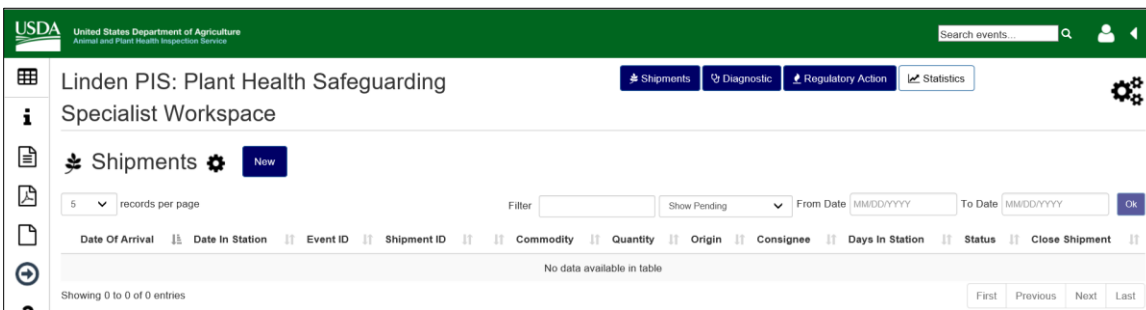 USDA
United States Department of Agriculture
Animal and Plant Health Inspection Service
Search events...
Linden PIS: Plant Health Safeguarding
Specialist Workspace
Shipments Diagnostic Regulatory Action Statistics
Shipments New
5 records per page Filter Show Pending From Date MM/DD/YYYY To Date MM/DD/YYYY Ok
Date Of Arrival Date In Station Event ID Shipment ID Commodity Quantity Origin Consignee Days In Station Status Close Shipment
No data available in table
Showing 0 to 0 of 0 entries First Previous Next Last